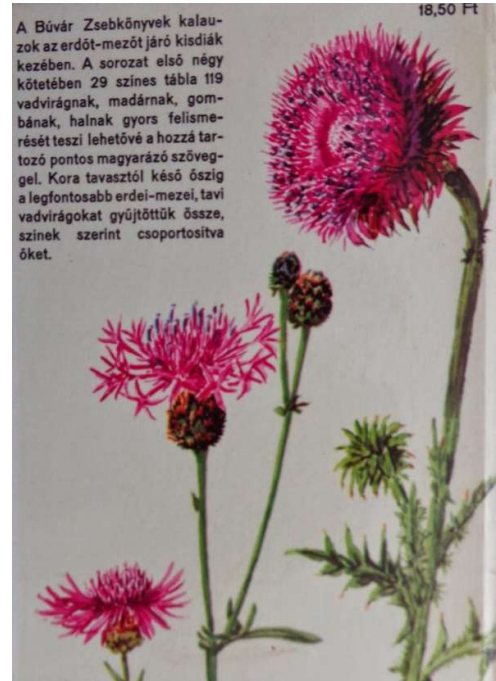 18,50 Ft
A Búvár Zsebkönyvek kalau-
zok az erdőt-mezőt járó kisdiák
kezében. A sorozat első négy
kötetében 29 szines tábla 119
vadvirágnak, madárnak, gom-
bának, halnak gyors felisme-
rését teszi lehetővé a hozzá tar-
tozó pontos magyarázó szöveg-
gel. Kora tavasztól késő őszig
a legfontosabb erdei-mezei, tavi
vadvirágokat gyűjtöttük össze,
szinek szerint csoportosítva
őket.